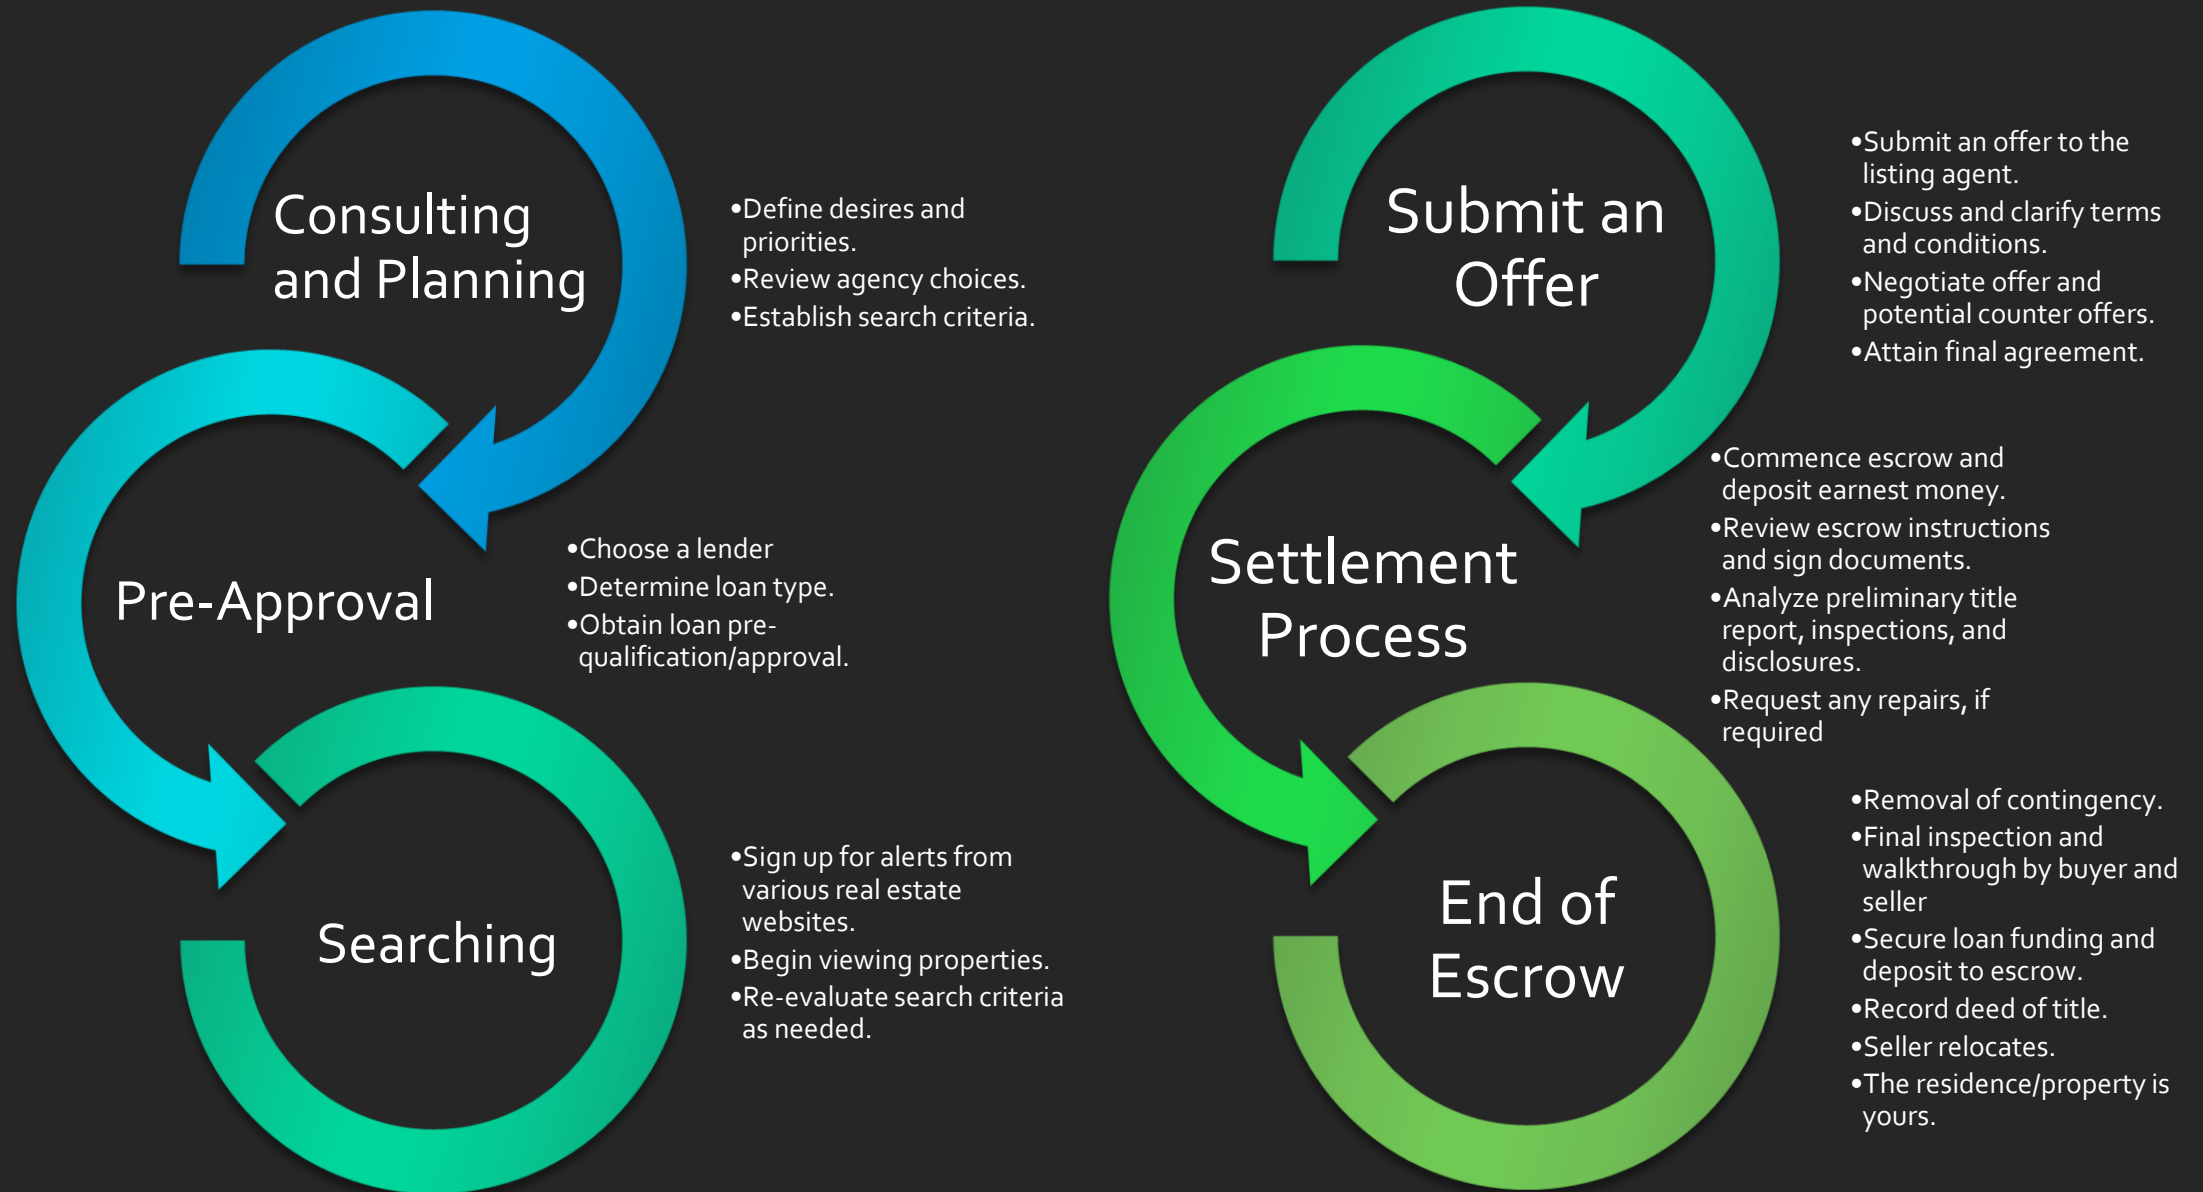 Consulting
and Planning
•Define desires and
priorities.
•Review agency choices.
•Establish search criteria.
Pre-Approval
•Choose a lender
•Determine loan type.
•Obtain loan pre-
qualification/approval.
Searching
•Sign up for alerts from
various real estate
websites.
•Begin viewing properties.
•Re-evaluate search criteria
as needed.
Submit an
Offer
•Submit an offer to the
listing agent.
•Discuss and clarify terms
and conditions.
•Negotiate offer and
potential counter offers.
•Attain final agreement.
Settlement
Process
•Commence escrow and
deposit earnest money.
•Review escrow instructions
and sign documents.
•Analyze preliminary title
report, inspections, and
disclosures.
•Request any repairs, if
required
End of
Escrow
•Removal of contingency.
•Final inspection and
walkthrough by buyer and
seller
•Secure loan funding and
deposit to escrow.
•Record deed of title.
•Seller relocates.
•The residence/property is
yours.